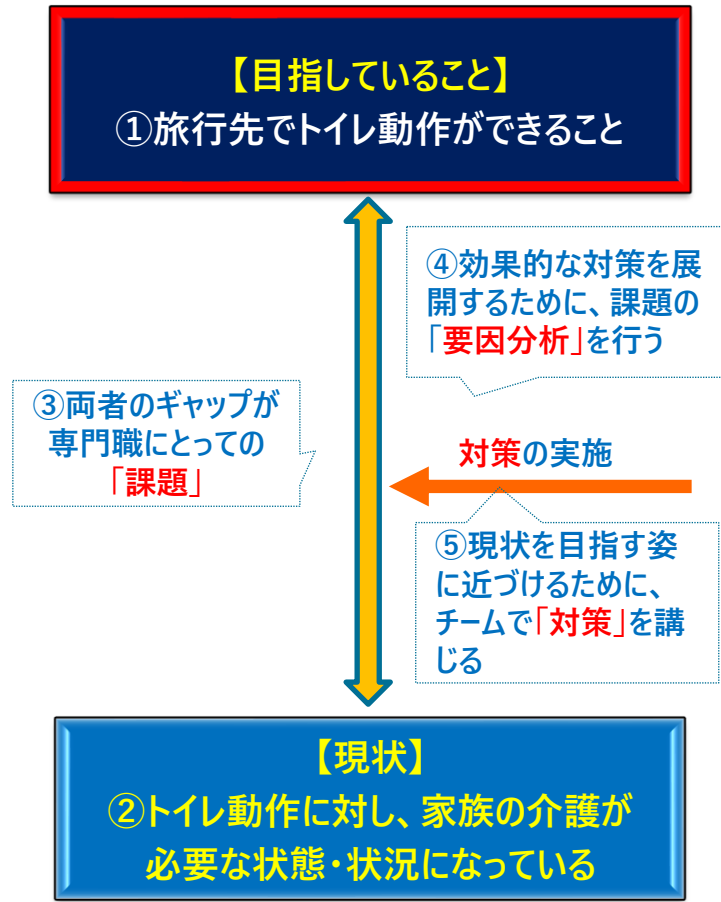 【目指していること】
①旅行先でトイレ動作ができること
④効果的な対策を展
開するために、課題の
「要因分析」を行う
③両者のギャップが
専門職にとっての
「課題」
対策の実施
⑤現状を目指す姿
に近づけるために、
チームで「対策」を講
じる
【現状】
②トイレ動作に対し、家族の介護が
必要な状態・状況になっている